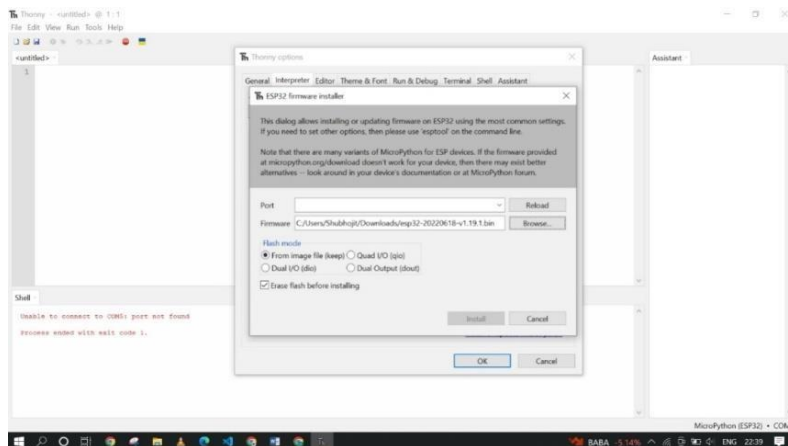 Thonny - <untitled> @ 1 : 1
File Edit View Run Tools Help
<untitled>
Assistant
1
Thonny options
General Interpreter Editor Theme & Font Run & Debug Terminal Shell Assistant
ESP32 firmware installer
This dialog allows installing or updating firmware on ESP32 using the most common settings.
If you need to set other options, then please use 'esptool' on the command line.
Note that there are many variants of MicroPython for ESP devices. If the firmware provided
at micropython.org/download doesn't work for your device, then there may exist better
alternatives -- look around in your device's documentation or at MicroPython forum.
Port
Reload
Firmware C:/Users/Shubhojit/Downloads/esp32-20220618-v1.19.1.bin Browse...
Flash mode
From image file (keep) Quad I/O (qio)
Dual I/O (dio) Dual Output (dout)
Erase flash before installing
Install Cancel
OK Cancel
Shell
Unable to connect to port not found
Process ended with exit code 1.
MicroPython (ESP32) • COM
BABA -5.14% ENG 22:39